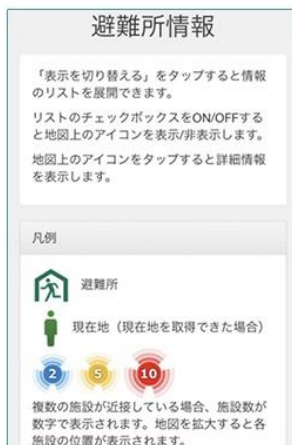 避難所情報
「表示を切り替える」をタップすると情報
のリストを展開できます。
リストのチェックボックスをON/OFFする
と地図上のアイコンを表示/非表示します。
地図上のアイコンをタップすると詳細情報
を表示します。
凡例
避難所
現在地（現在地を取得できた場合）
2 5 10
複数の施設が近接している場合、施設数が
数字で表示されます。地図を拡大すると各
施設の位置が表示されます。